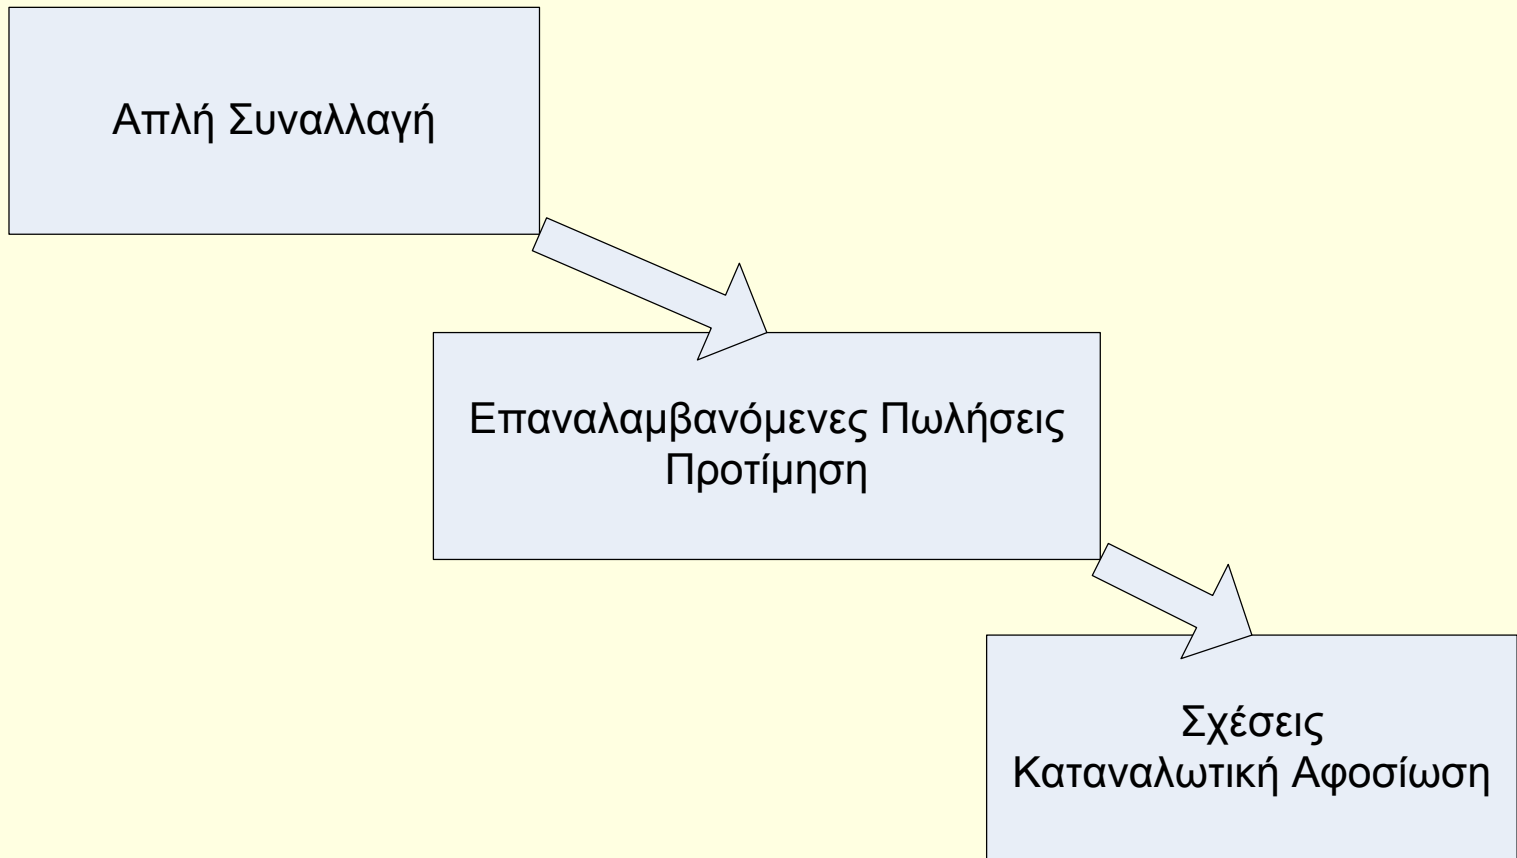 Απλή Συναλλαγή
Επαναλαμβανόμενες Πωλήσεις
Προτίμηση
Σχέσεις
Καταναλωτική Αφοσίωση